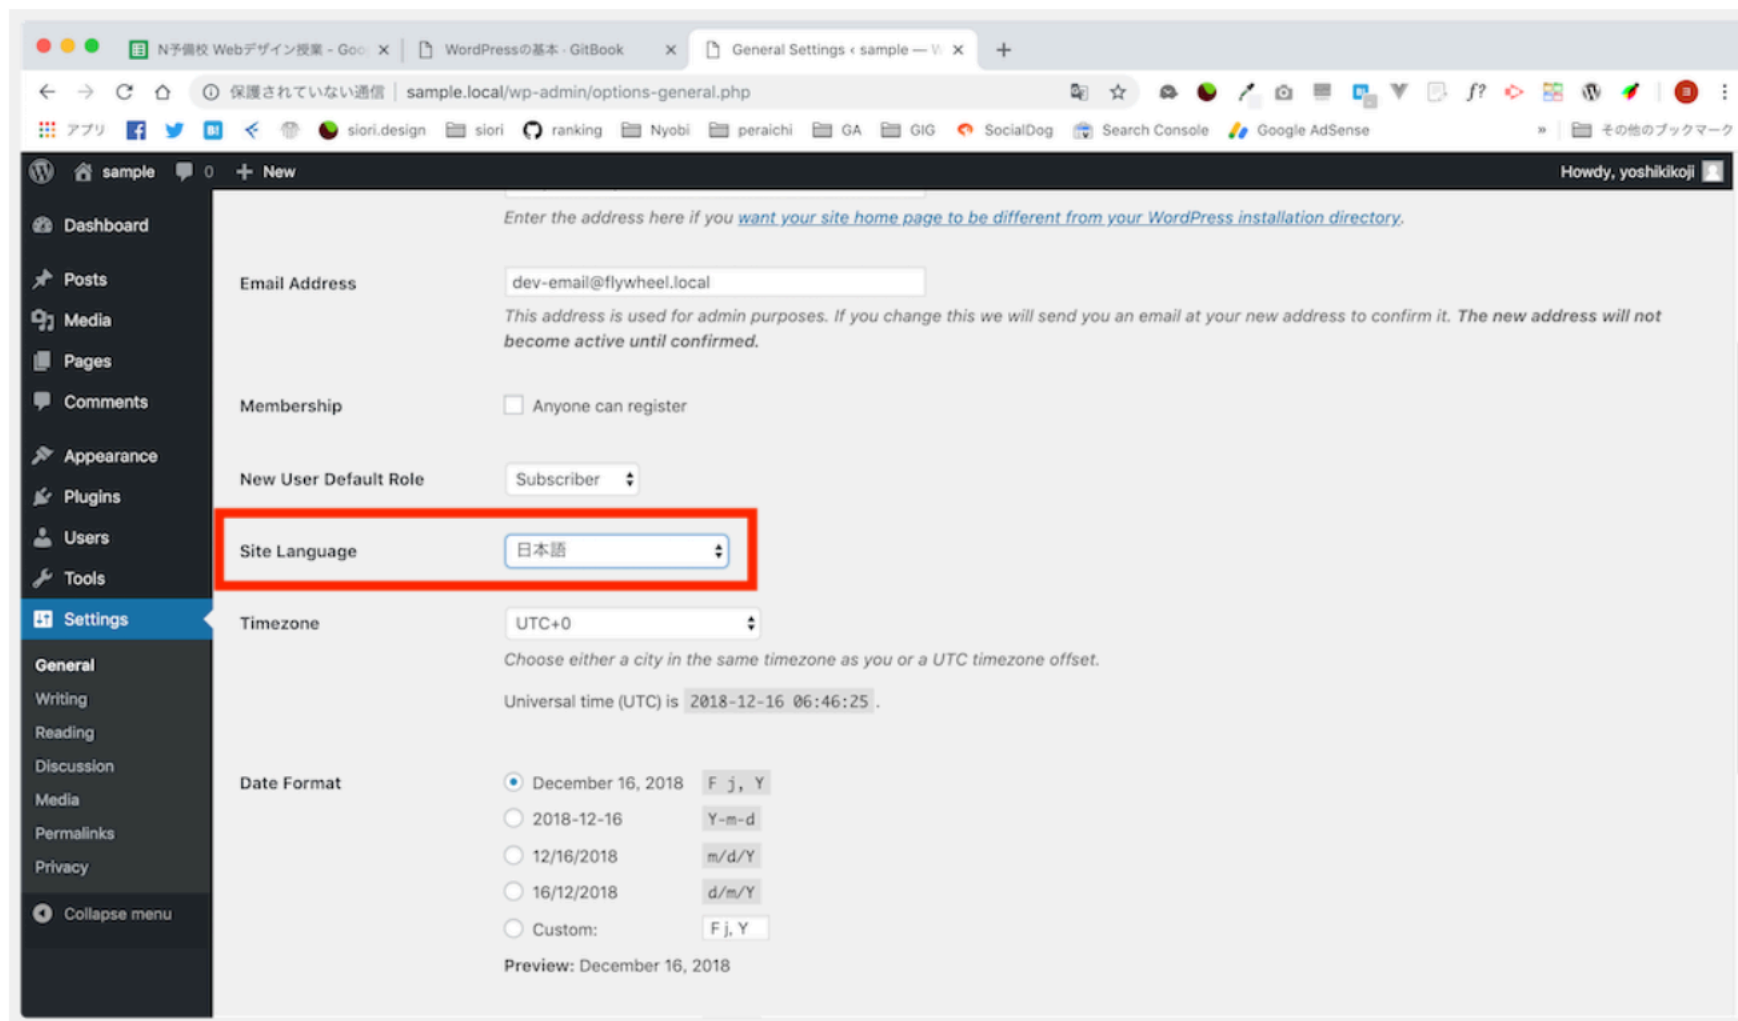 N予備校 Webデザイン授業 - Goo
WordPressの基本 · GitBook
General Settings ‹ sample — W
保護されていない通信 | sample.local/wp-admin/options-general.php
f?
アプリ
siori.design
siori
ranking
Nyobi
peraichi
GA
GIG
SocialDog
Search Console
Google AdSense
»
その他のブックマーク
sample
0
+ New
Howdy, yoshikikoji
Dashboard
Posts
Media
Pages
Comments
Appearance
Plugins
Users
Tools
Settings
General
Writing
Reading
Discussion
Media
Permalinks
Privacy
Collapse menu
Enter the address here if you want your site home page to be different from your WordPress installation directory.
Email Address
dev-email@flywheel.local
This address is used for admin purposes. If you change this we will send you an email at your new address to confirm it. The new address will not
become active until confirmed.
Membership
Anyone can register
New User Default Role
Subscriber
Site Language
日本語
Timezone
UTC+0
Choose either a city in the same timezone as you or a UTC timezone offset.
Universal time (UTC) is 2018-12-16 06:46:25 .
Date Format
December 16, 2018 F j, Y
2018-12-16 Y-m-d
12/16/2018 m/d/Y
16/12/2018 d/m/Y
Custom: F j, Y
Preview: December 16, 2018